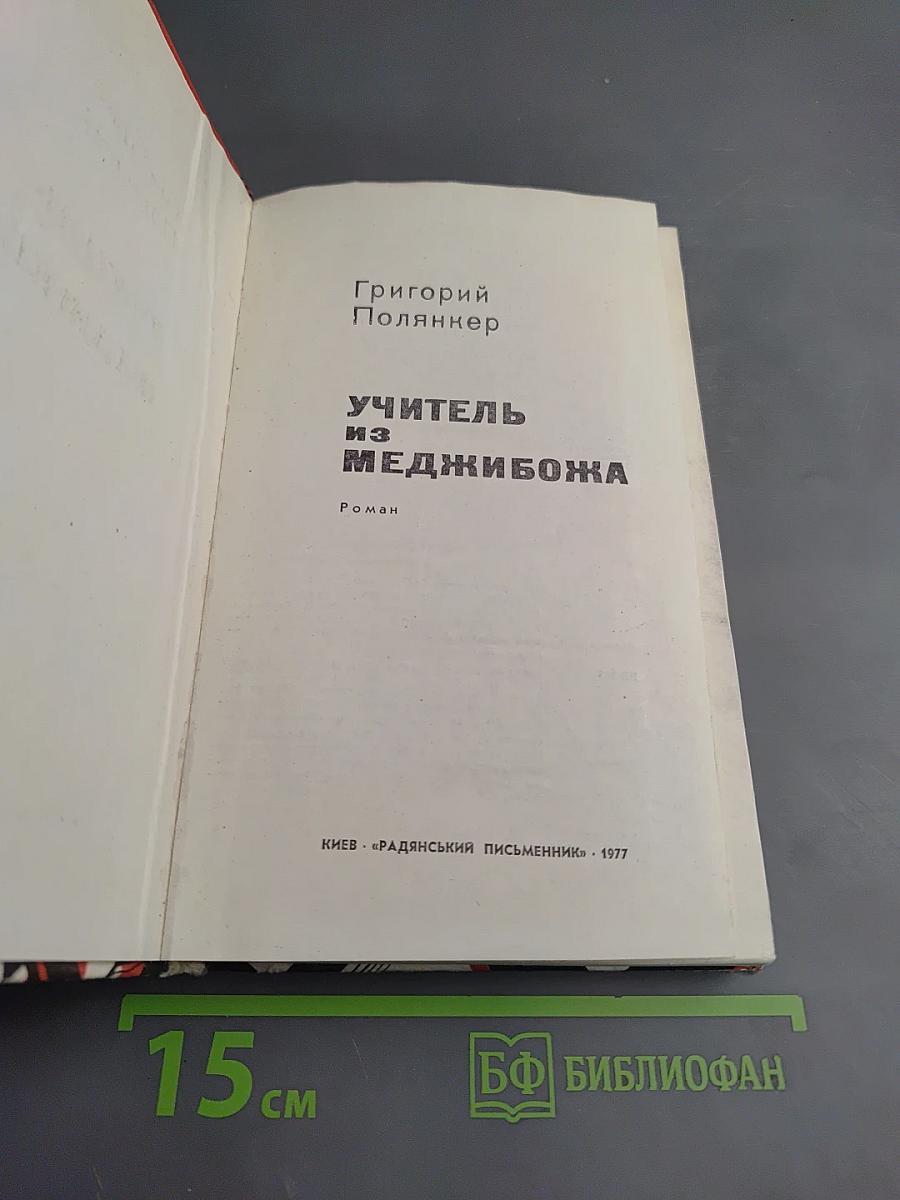 Григорий
Полянкер
УЧИТЕЛЬ
из
МЕДЖИБОЖА
Роман
КИЕВ · «РАДЯНСЬКИЙ ПИСЬМЕННИК» · 1977
15 см
БФ БИБЛИОФАН